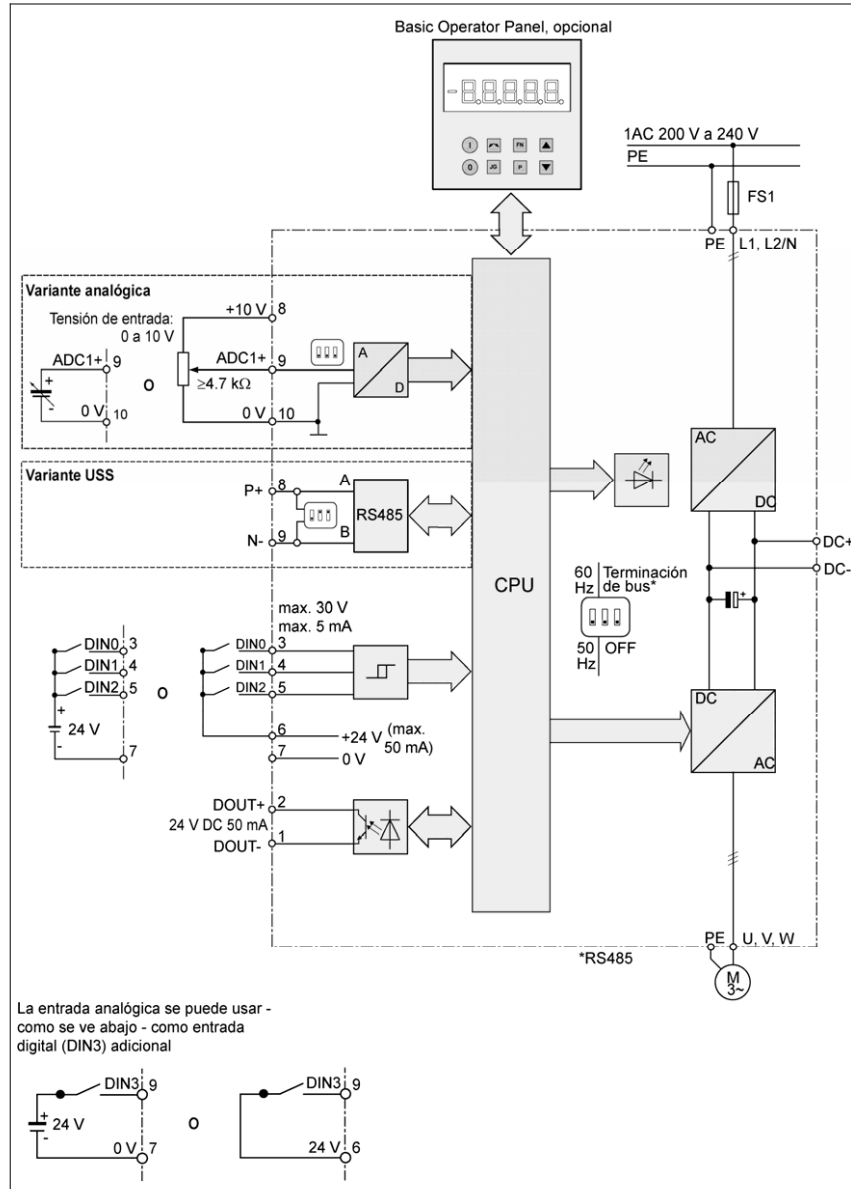 Basic Operator Panel, opcional
I
FN
0
JG
P
1AC 200 V a 240 V
PE
FS1
PE
L1, L2/N
Variante analógica
Tensión de entrada:
0 a 10 V
+10 V
8
ADC1+
9
0 V
10
o
ADC1+
9
≥4.7 kΩ
0 V
10
A
D
Variante USS
P+
8
A
N-
9
B
RS485
CPU
AC
DC
DC+
DC-
60
Hz
Terminación
de bus*
50
Hz
OFF
max. 30 V
max. 5 mA
DIN0
3
DIN1
4
DIN2
5
+
24 V
-
7
o
DIN0
3
DIN1
4
DIN2
5
6
+24 V
(max.
50 mA)
7
0 V
DC
AC
DOUT+
2
24 V DC 50 mA
1
DOUT-
PE
U, V, W
*RS485
M
3~
La entrada analógica se puede usar -
como se ve abajo - como entrada
digital (DIN3) adicional
DIN3
9
+
24 V
-
0 V
7
o
DIN3
9
24 V
6